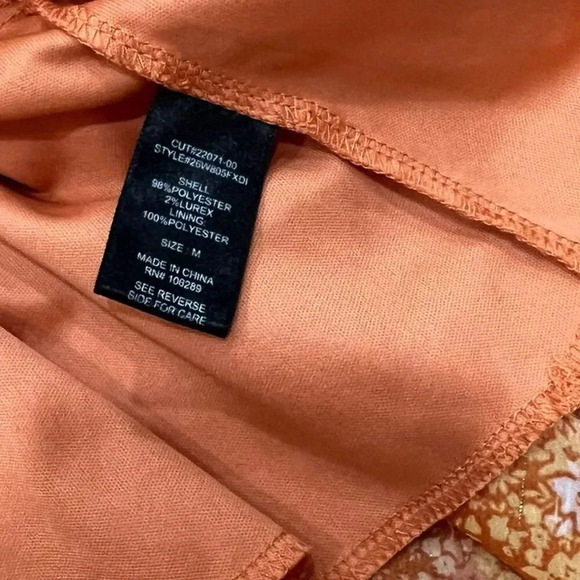 CUT#22071-00
STYLE#26W805FXDI
SHELL
98%POLYESTER
2%LUREX
LINING:
100%POLYESTER
SIZE : M
MADE IN CHINA
RN# 106289
SEE REVERSE
SIDE FOR CARE